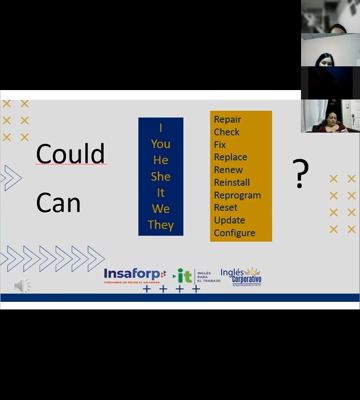 Could
Can
I
You
He
She
It
We
They
Repair
Check
Fix
Replace
Renew
Reinstall
Reprogram
Reset
Update
Configure
?
Insaforp
it
INGLÉS
PARA
EL TRABAJO
Inglés
Corporativo